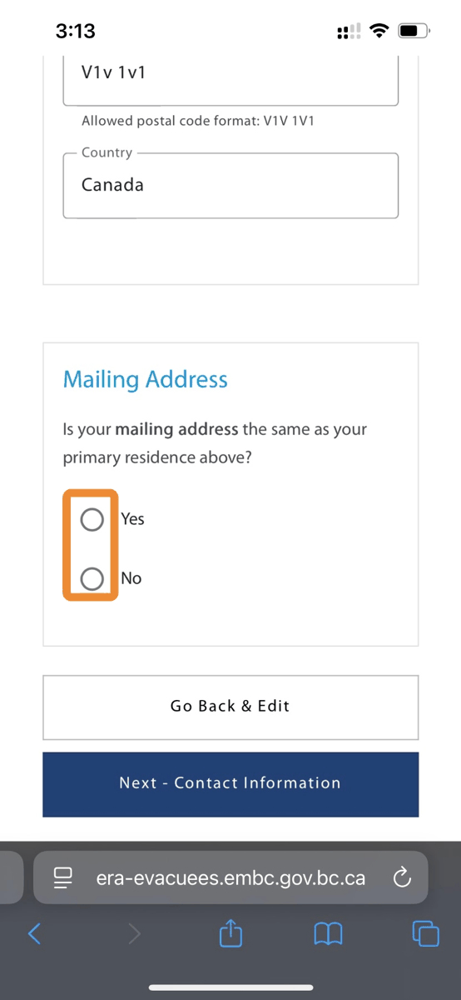 3:13
V1v 1v1
Allowed postal code format: V1V 1V1
Country
Canada
Mailing Address
Is your mailing address the same as your
primary residence above?
Yes
No
Go Back & Edit
Next - Contact Information
era-evacuees.embc.gov.bc.ca